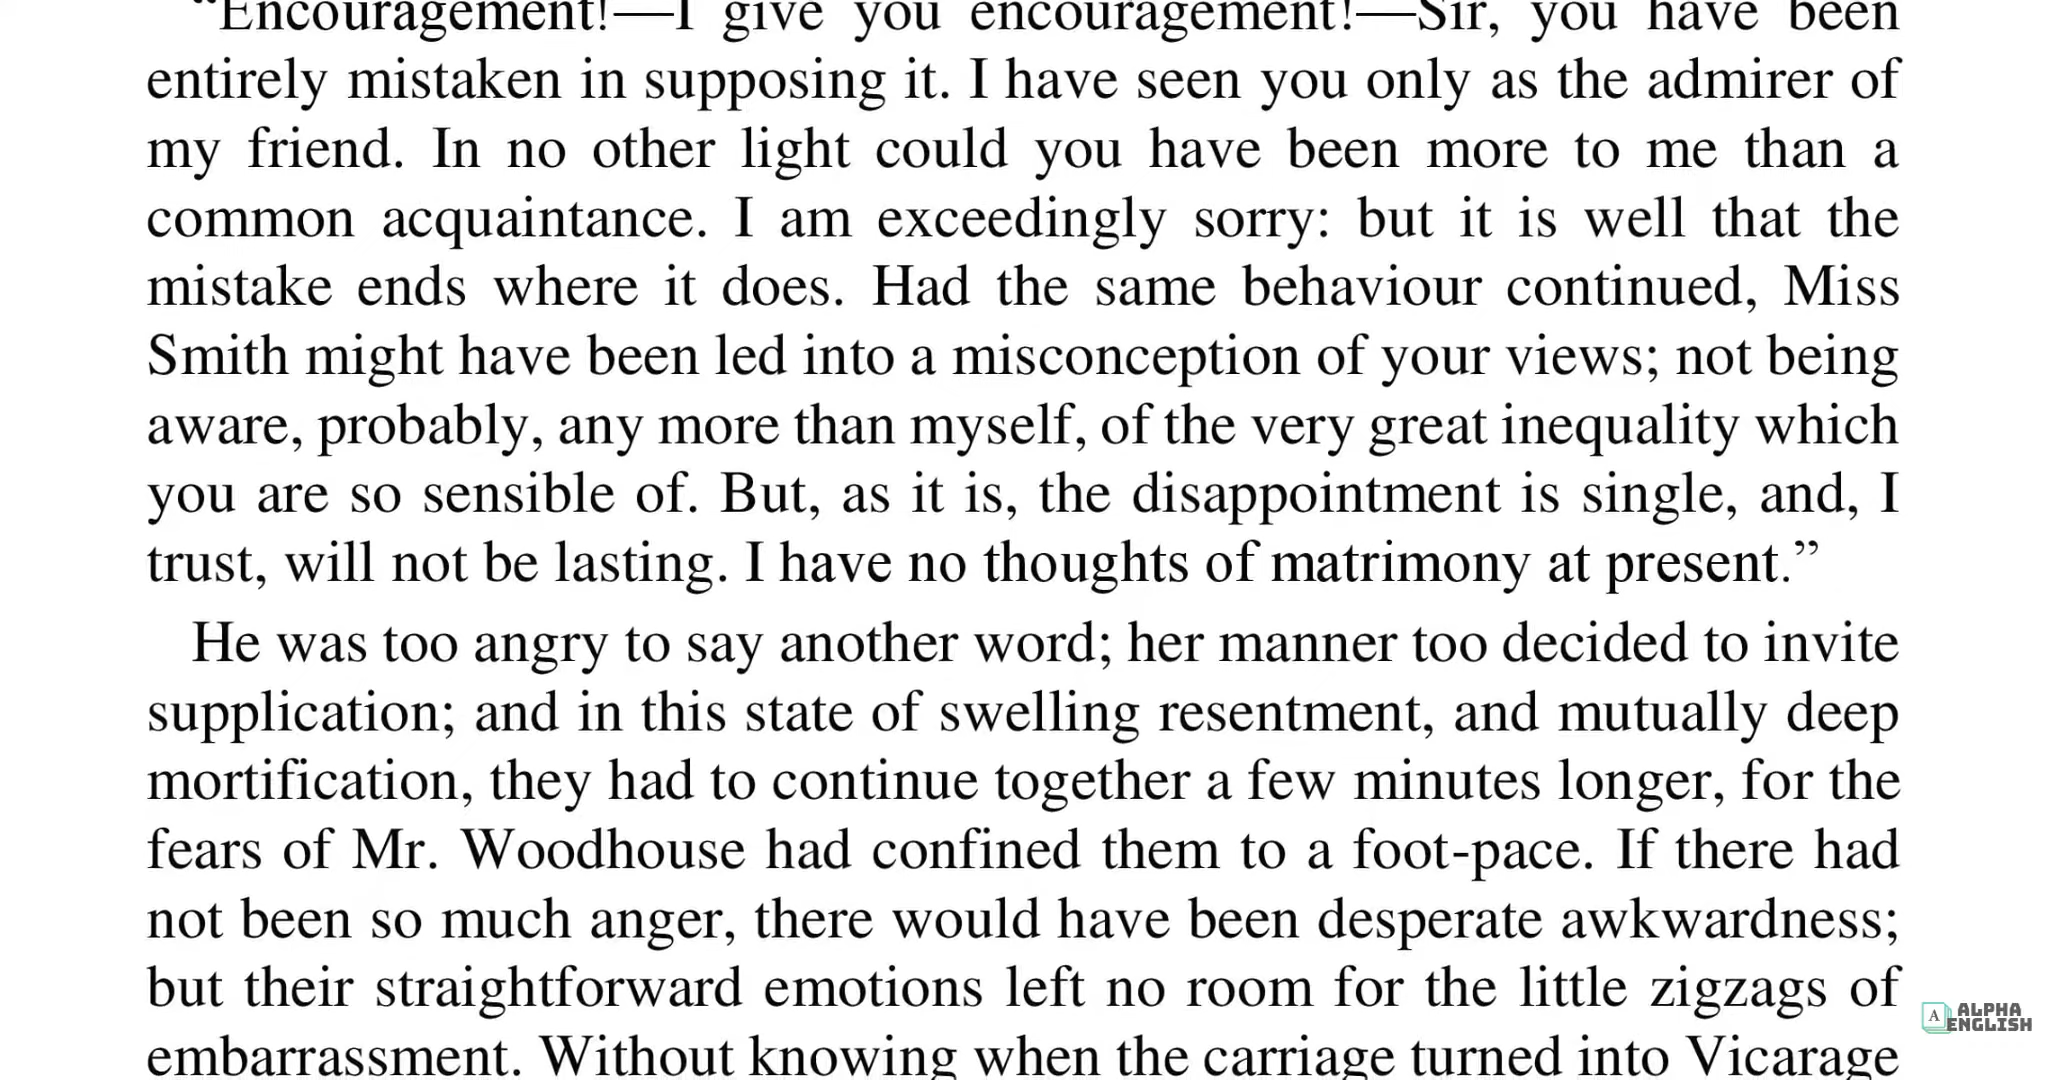 “Encouragement!—I give you encouragement!—Sir, you have been
entirely mistaken in supposing it. I have seen you only as the admirer of
my friend. In no other light could you have been more to me than a
common acquaintance. I am exceedingly sorry: but it is well that the
mistake ends where it does. Had the same behaviour continued, Miss
Smith might have been led into a misconception of your views; not being
aware, probably, any more than myself, of the very great inequality which
you are so sensible of. But, as it is, the disappointment is single, and, I
trust, will not be lasting. I have no thoughts of matrimony at present.”
He was too angry to say another word; her manner too decided to invite
supplication; and in this state of swelling resentment, and mutually deep
mortification, they had to continue together a few minutes longer, for the
fears of Mr. Woodhouse had confined them to a foot-pace. If there had
not been so much anger, there would have been desperate awkwardness;
but their straightforward emotions left no room for the little zigzags of
embarrassment. Without knowing when the carriage turned into Vicarage
A ALPHA
ENGLISH